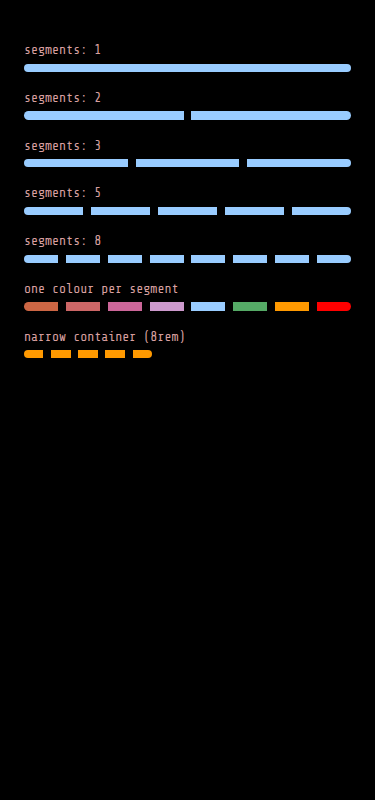 segments: 1
segments: 2
segments: 3
segments: 5
segments: 8
one colour per segment
narrow container (8rem)